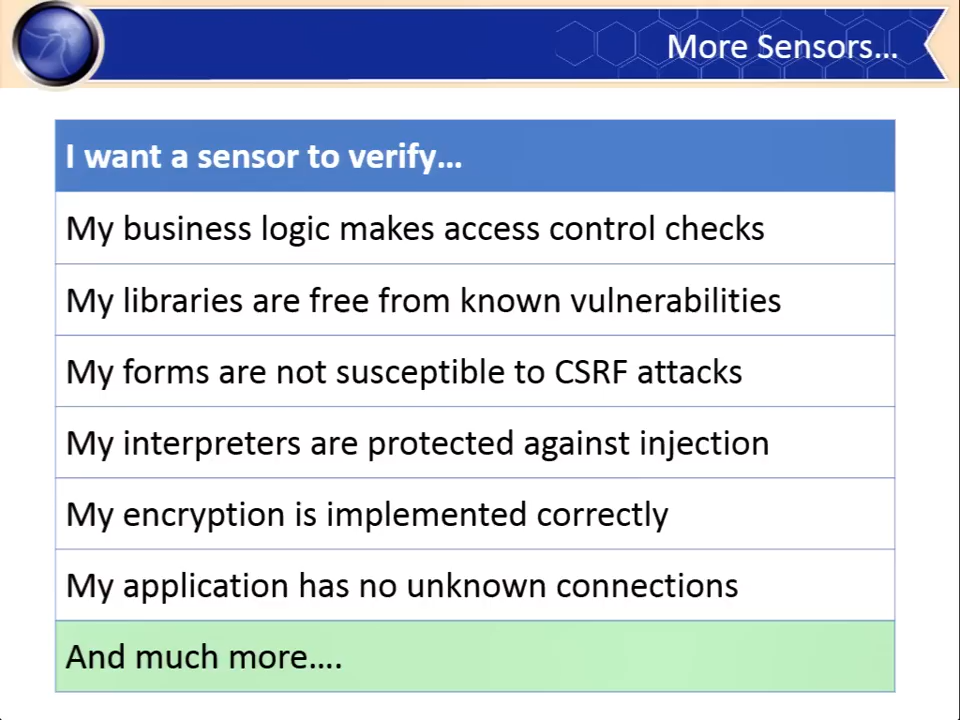 More Sensors...
I want a sensor to verify...
My business logic makes access control checks
My libraries are free from known vulnerabilities
My forms are not susceptible to CSRF attacks
My interpreters are protected against injection
My encryption is implemented correctly
My application has no unknown connections
And much more....